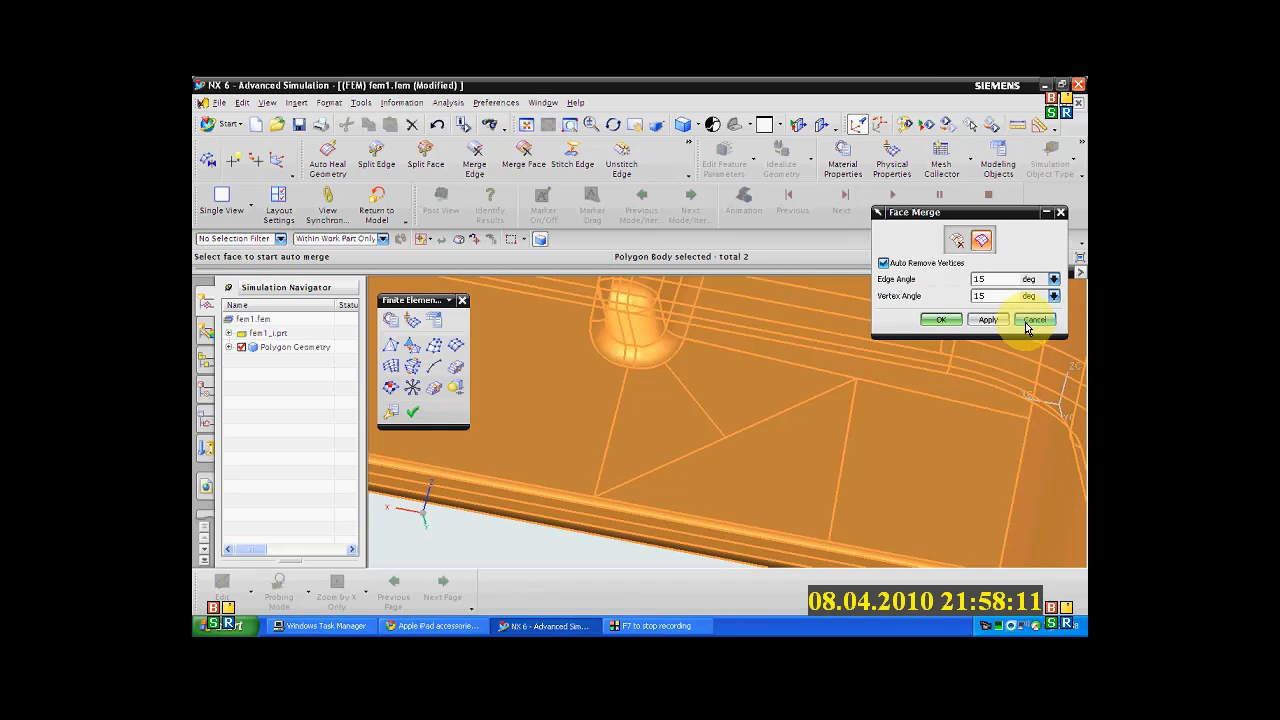 NX 6 - Advanced Simulation - [(FEM) fem1.fem (Modified) ]
SIEMENS
File Edit View Insert Format Tools Information Analysis Preferences Window Help
Start
Auto Heal Geometry
Split Edge
Split Face
Merge Edge
Merge Face
Stitch Edge
Unstitch Edge
Edit Feature Parameters
Idealize Geometry
Material Properties
Physical Properties
Mesh Collector
Modeling Objects
Simulation Object Type
Single View
Layout Settings
View Synchron...
Return to Model
Post View
Identify Results
Marker On/Off
Marker Drag
Previous Mode/Iter...
Next Mode/Iter...
Animation
Previous
Next
No Selection Filter
Within Work Part Only
Select face to start auto merge
Polygon Body selected - total 2
Face Merge
Auto Remove Vertices
Edge Angle 15 deg
Vertex Angle 15 deg
OK Apply Cancel
Simulation Navigator
Name Statu
fem1.fem
fem1_i.prt
Polygon Geometry
Finite Elemen...
X
Z
Y
ZC
Edit
Probing Mode
Zoom by X Only
Previous Page
Next Page
08.04.2010 21:58:11
B
S R
B
S R
B
S R
Windows Task Manager
Apple iPad accessorie...
NX 6 - Advanced Sim...
F7 to stop recording